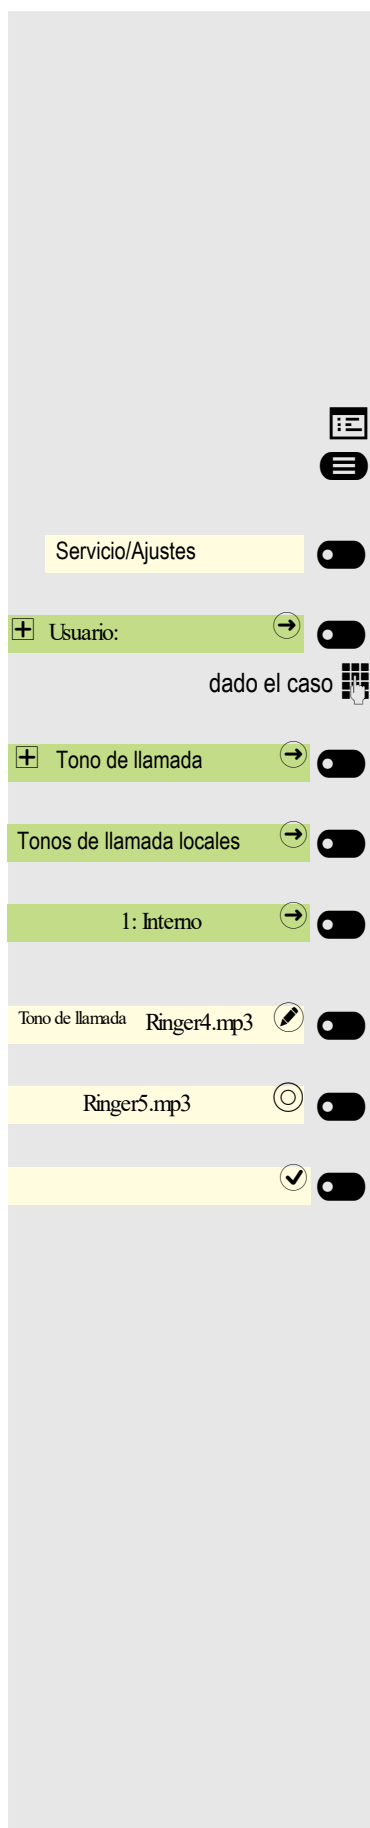 Servicio/Ajustes
Usuario:
dado el caso
Tono de llamada
Tonos de llamada locales
1: Interno
Tono de llamada Ringer4.mp3
Ringer5.mp3